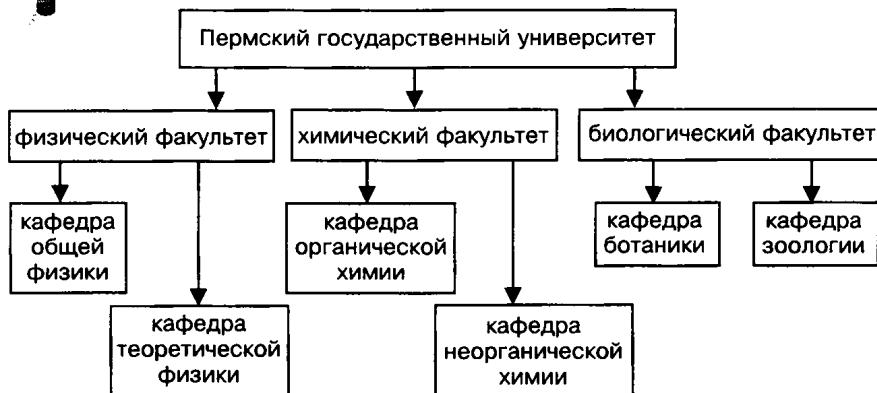 Пермский государственный университет
физический факультет
химический факультет
биологический факультет
кафедра
общей
физики
кафедра
органической
химии
кафедра
ботаники
кафедра
зоологии
кафедра
теоретической
физики
кафедра
неорганической
химии